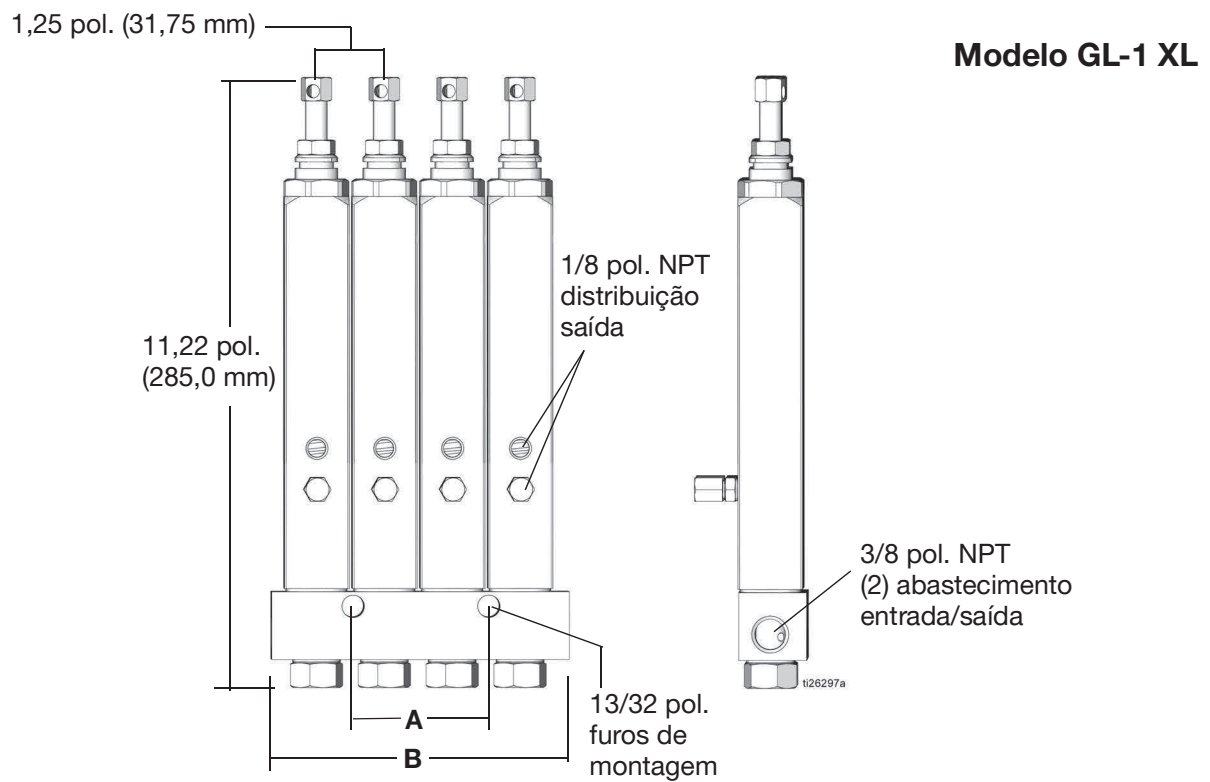 1,25 pol. (31,75 mm)
Modelo GL-1 XL
1/8 pol. NPT
distribuição
saída
11,22 pol.
(285,0 mm)
3/8 pol. NPT
(2) abastecimento
entrada/saída
ti26297a
13/32 pol.
furos de
montagem
A
B